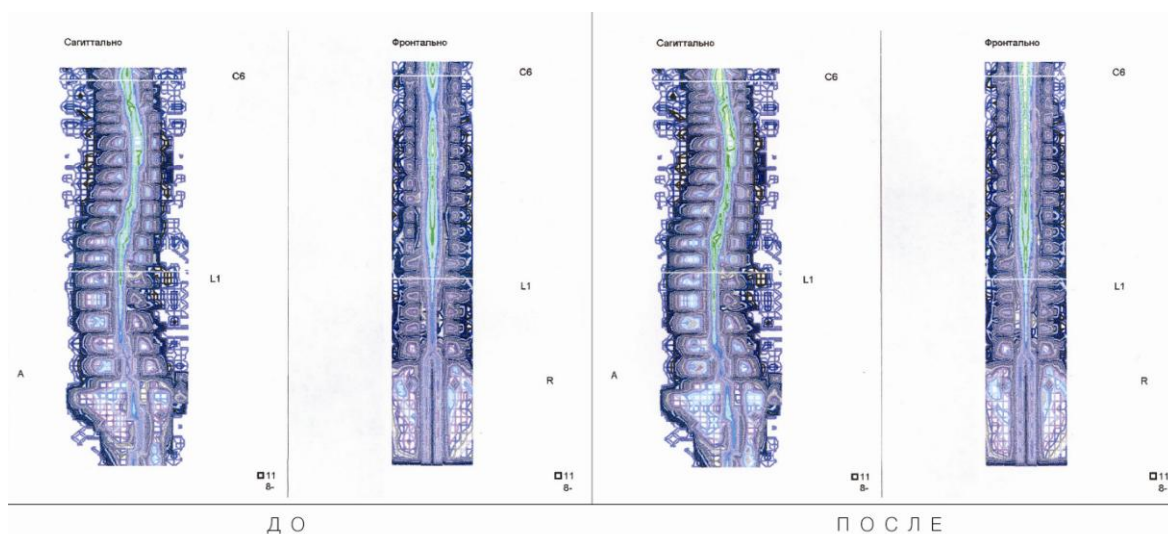 Сагиттально
C6
L1
A
11
8-
Фронтально
C6
L1
R
11
8-
Сагиттально
C6
L1
A
11
8-
Фронтально
C6
L1
R
11
8-
ДО
ПОСЛЕ